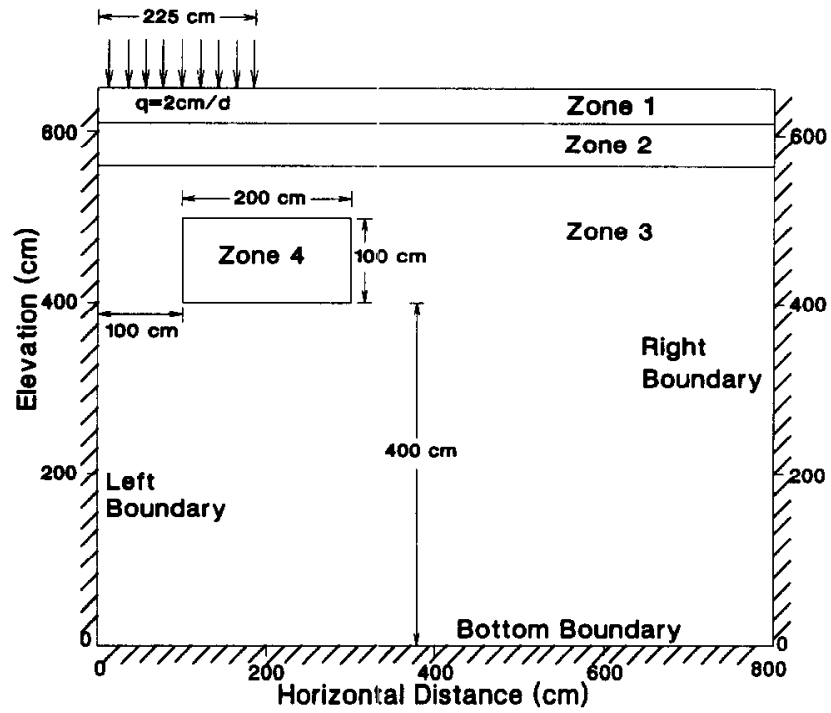 225 cm
q=2cm/d
Zone 1
600
600
Zone 2
200 cm
Zone 3
Zone 4
100 cm
Elevation (cm)
400
400
100 cm
Right
Boundary
400 cm
200
200
Left
Boundary
Bottom Boundary
0
0
0
200
400
600
800
Horizontal Distance (cm)